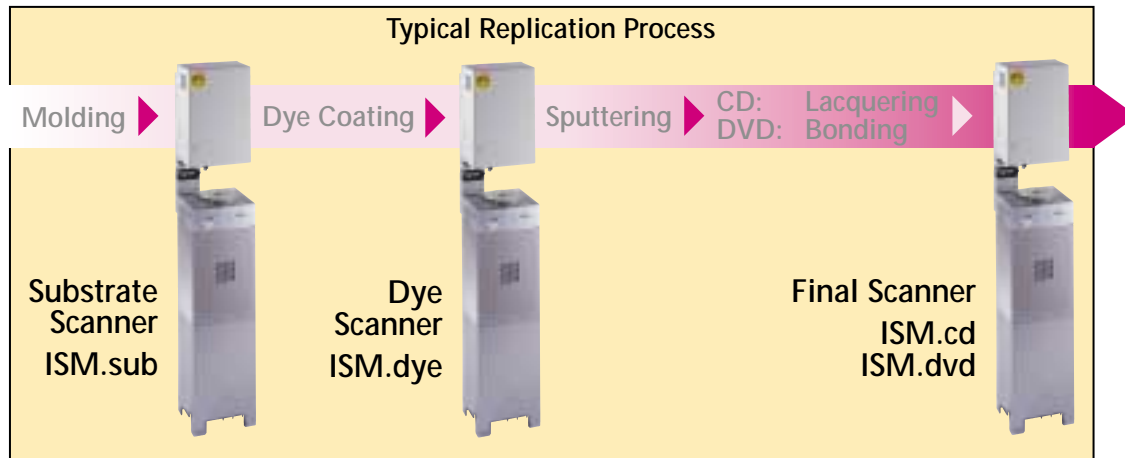 Typical Replication Process
Molding
Dye Coating
Sputtering
CD: Lacquering
DVD: Bonding
Substrate
Scanner
ISM.sub
Dye
Scanner
ISM.dye
Final Scanner
ISM.cd
ISM.dvd